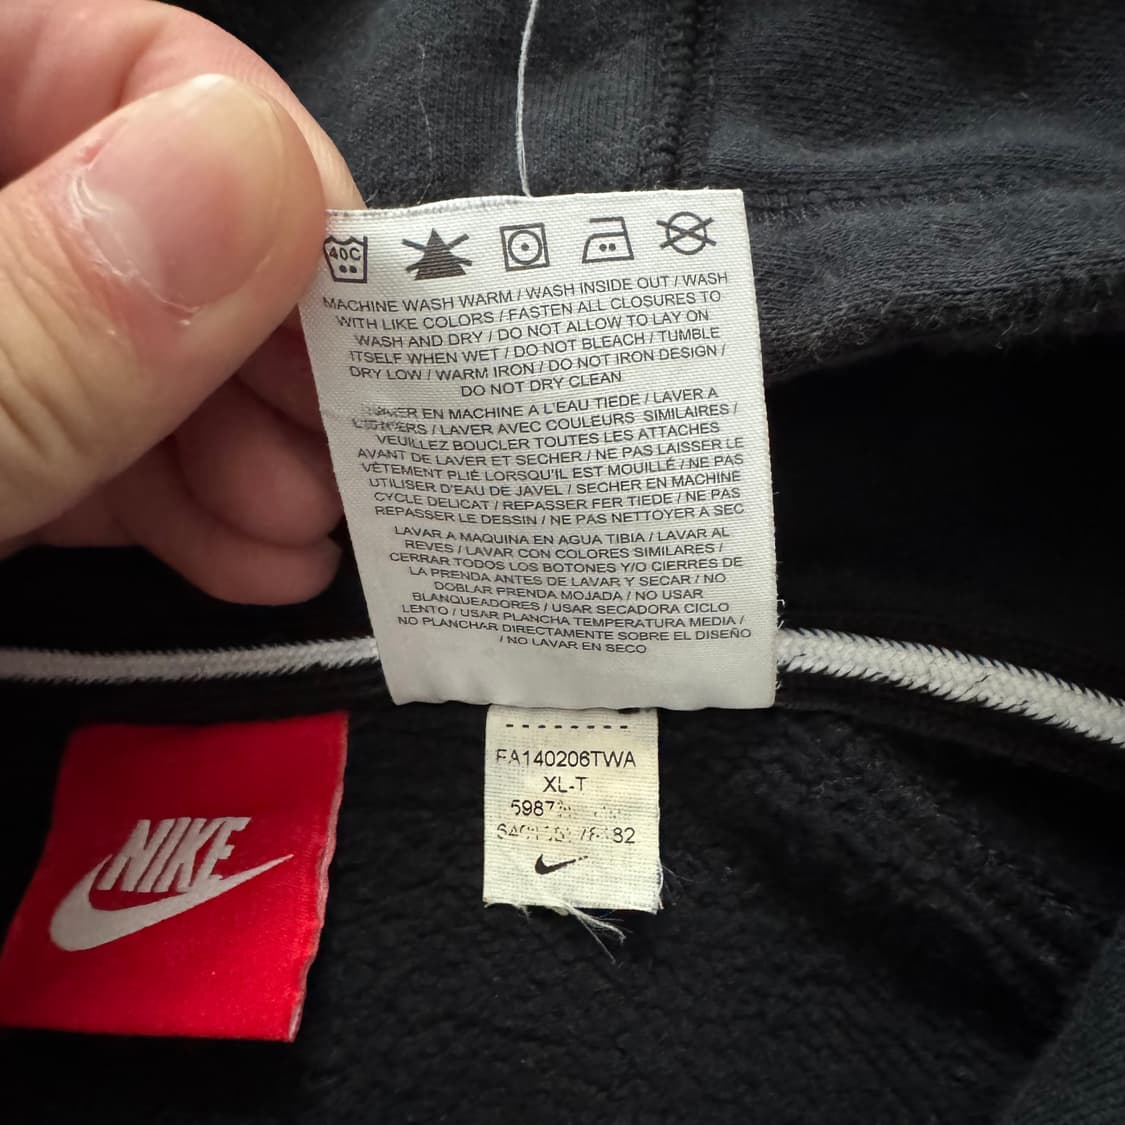 40C
MACHINE WASH WARM / WASH INSIDE OUT / WASH
WITH LIKE COLORS / FASTEN ALL CLOSURES TO
WASH AND DRY / DO NOT ALLOW TO LAY ON
ITSELF WHEN WET / DO NOT BLEACH / TUMBLE
DRY LOW / WARM IRON / DO NOT IRON DESIGN /
DO NOT DRY CLEAN
EN MACHINE A L'EAU TIEDE / LAVER A
/ LAVER AVEC COULEURS SIMILAIRES /
VEUILLEZ BOUCLER TOUTES LES ATTACHES
AVANT DE LAVER ET SECHER / NE PAS LAISSER LE
VÊTEMENT PLIÉ LORSQU'IL EST MOUILLÉ / NE PAS
UTILISER D'EAU DE JAVEL / SECHER EN MACHINE
CYCLE DELICAT / REPASSER FER TIEDE / NE PAS
REPASSER LE DESSIN / NE PAS NETTOYER A SEC
LAVAR A MAQUINA EN AGUA TIBIA / LAVAR AL
REVES / LAVAR CON COLORES SIMILARES /
CERRAR TODOS LOS BOTONES Y/O CIERRES DE
LA PRENDA ANTES DE LAVAR Y SECAR / NO
DOBLAR PRENDA MOJADA / NO USAR
BLANQUEADORES / USAR SECADORA CICLO
LENTO / USAR PLANCHA TEMPERATURA MEDIA /
NO PLANCHAR DIRECTAMENTE SOBRE EL DISEÑO
/ NO LAVAR EN SECO
FA140206TWA
XL-T
NIKE